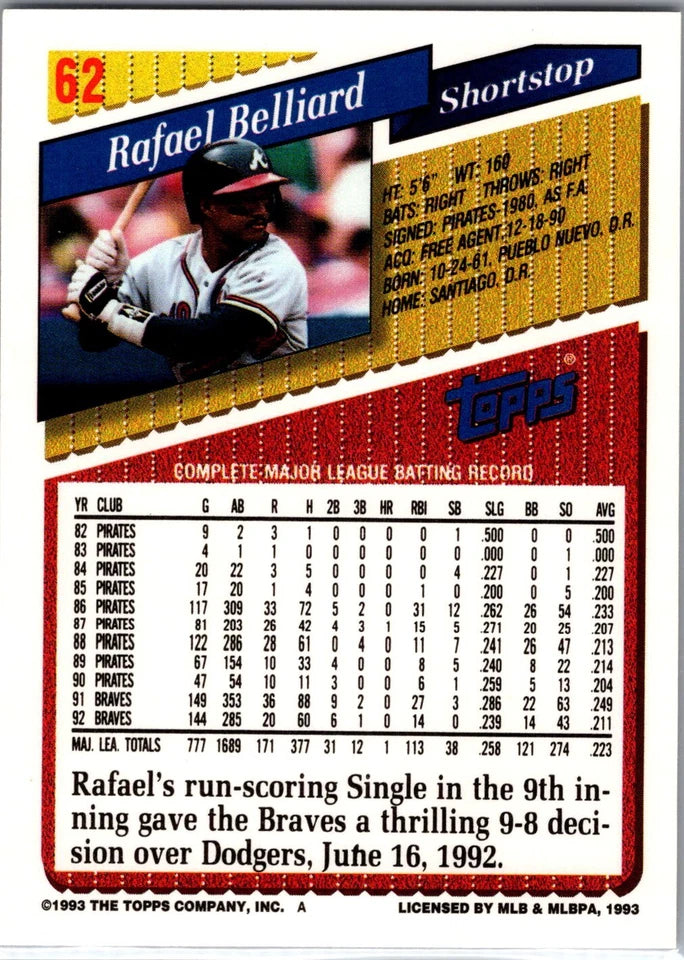 62
Rafael Belliard
Shortstop
HT: 5'6" WT: 160
BATS: RIGHT THROWS: RIGHT
SIGNED: PIRATES-1980, AS F.A.
ACQ: FREE AGENT, 12-18-90
BORN: 10-24-61, PUEBLO NUEVO, D.R.
HOME: SANTIAGO, D.R.
Topps®
COMPLETE MAJOR LEAGUE BATTING RECORD
YR CLUB G AB R H 2B 3B HR RBI SB SLG BB SO AVG
82 PIRATES 9 2 3 1 0 0 0 0 1 .500 0 0 .500
83 PIRATES 4 1 1 0 0 0 0 0 0 .000 0 1 .000
84 PIRATES 20 22 3 5 0 0 0 0 4 .227 0 1 .227
85 PIRATES 17 20 1 4 0 0 0 1 0 .200 0 5 .200
86 PIRATES 117 309 33 72 5 2 0 31 12 .262 26 54 .233
87 PIRATES 81 203 26 42 4 3 1 15 5 .271 20 25 .207
88 PIRATES 122 286 28 61 0 4 0 11 7 .241 26 47 .213
89 PIRATES 67 154 10 33 4 0 0 8 5 .240 8 22 .214
90 PIRATES 47 54 10 11 3 0 0 6 1 .259 5 13 .204
91 BRAVES 149 353 36 88 9 2 0 27 3 .286 22 63 .249
92 BRAVES 144 285 20 60 6 1 0 14 0 .239 14 43 .211
MAJ. LEA. TOTALS 777 1689 171 377 31 12 1 113 38 .258 121 274 .223
Rafael's run-scoring Single in the 9th in-
ning gave the Braves a thrilling 9-8 deci-
sion over Dodgers, June 16, 1992.
©1993 THE TOPPS COMPANY, INC. A LICENSED BY MLB & MLBPA, 1993